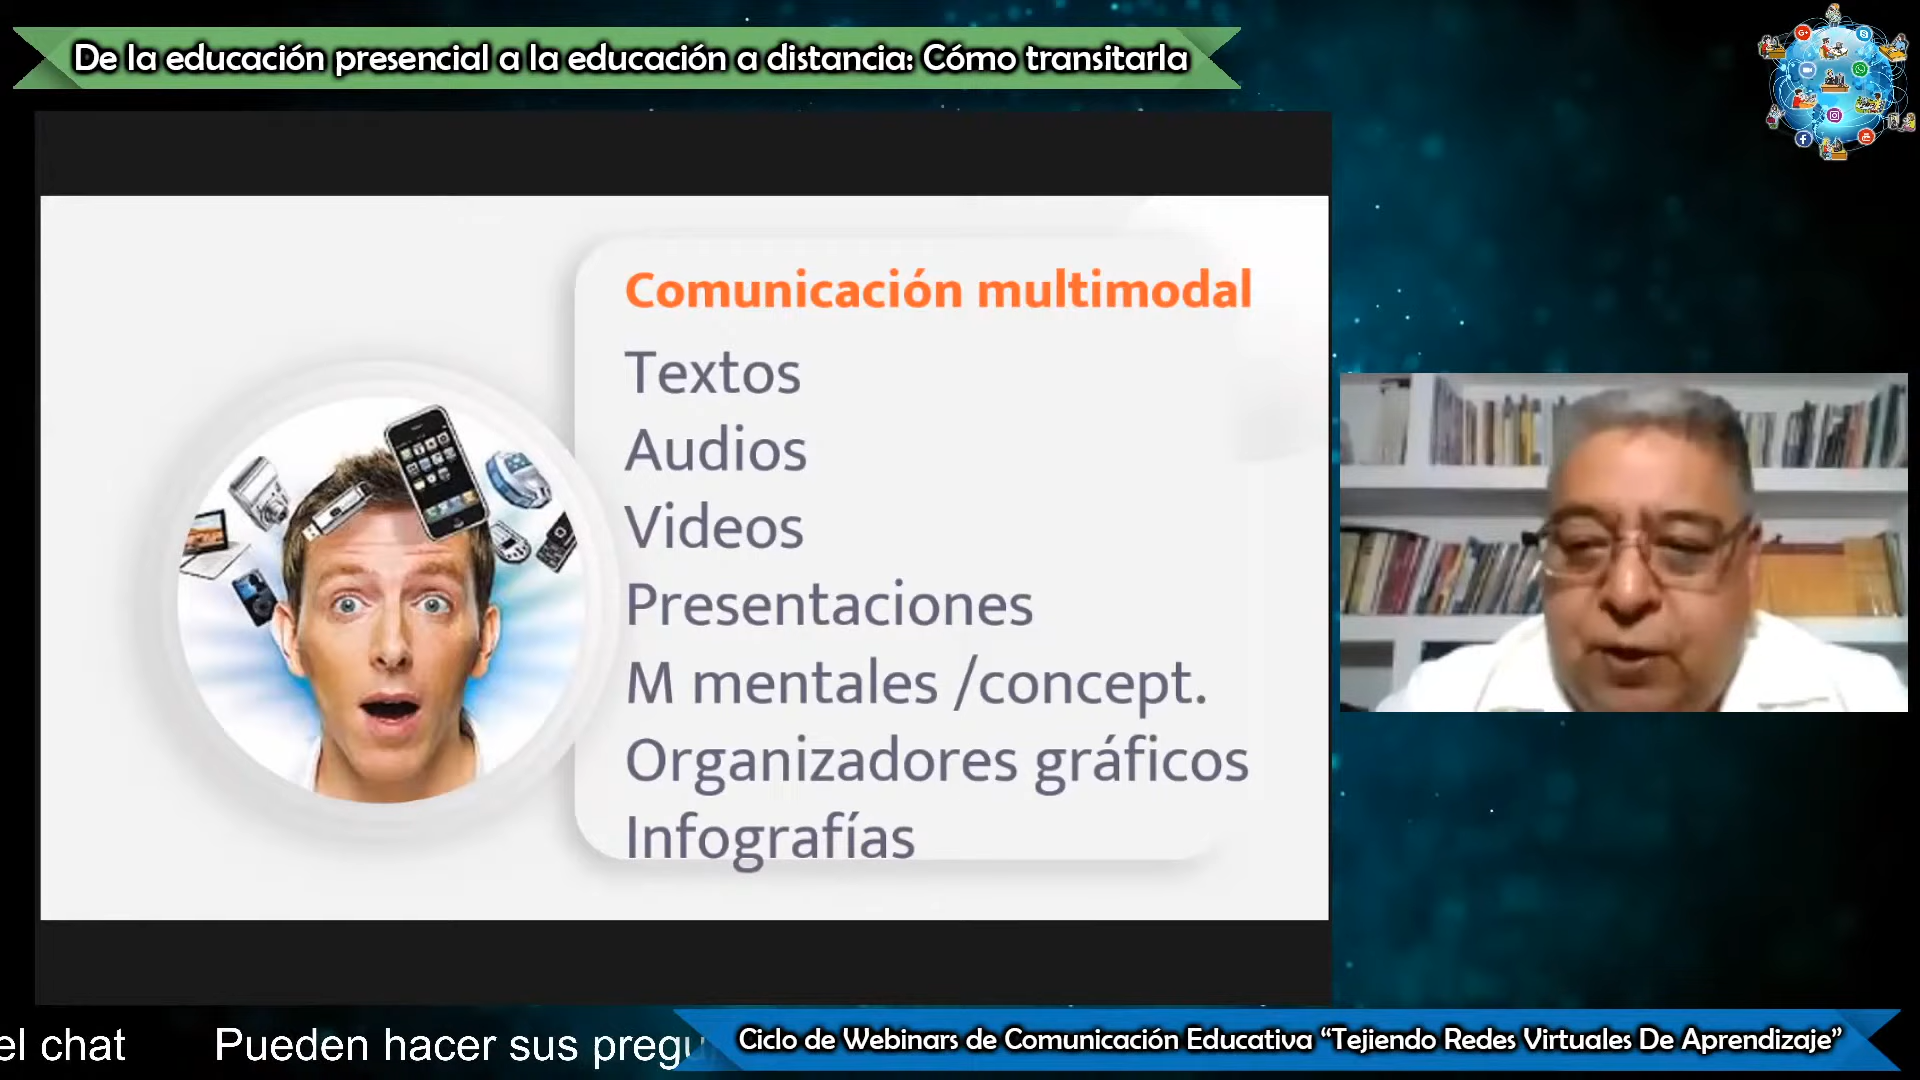 De la educación presencial a la educación a distancia: Cómo transitarla
Comunicación multimodal
Textos
Audios
Videos
Presentaciones
M mentales /concept.
Organizadores gráficos
Infografías
el chat Pueden hacer sus pregu
Ciclo de Webinars de Comunicación Educativa “Tejiendo Redes Virtuales De Aprendizaje”